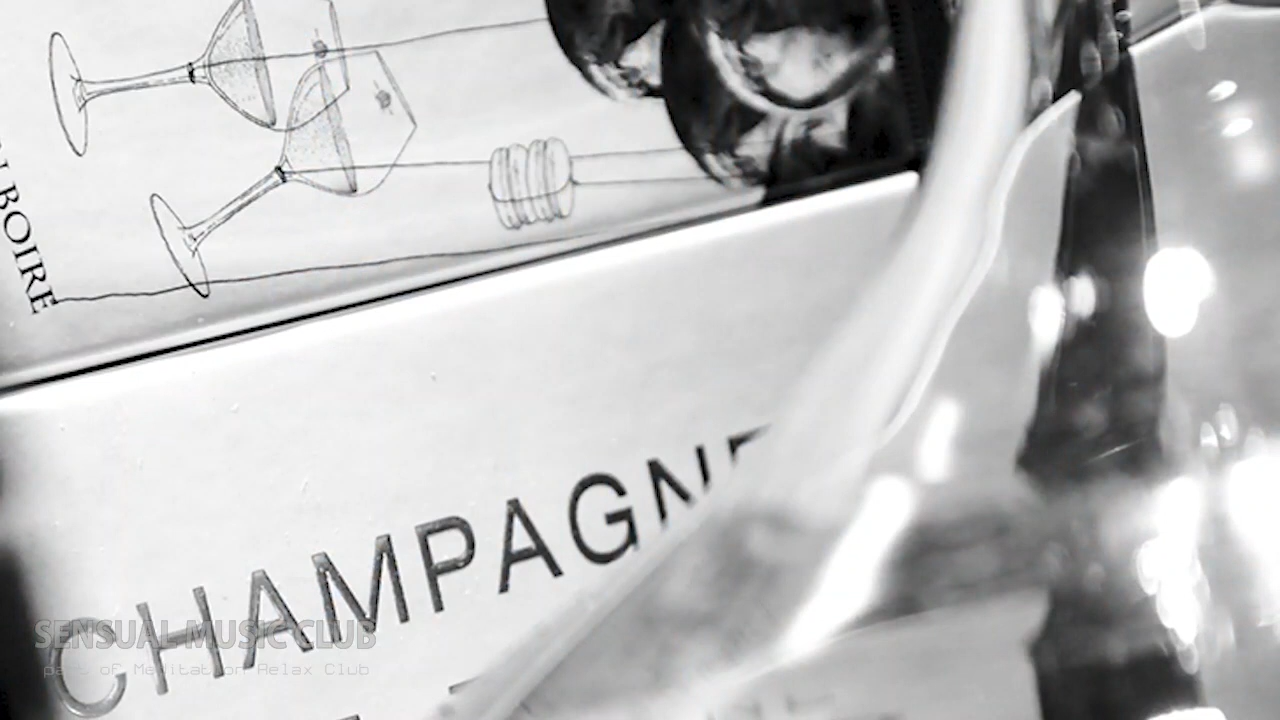 BOIRE
CHAMPAGNE
SENSUAL MUSIC CLUB
part of Meditation Relax Club